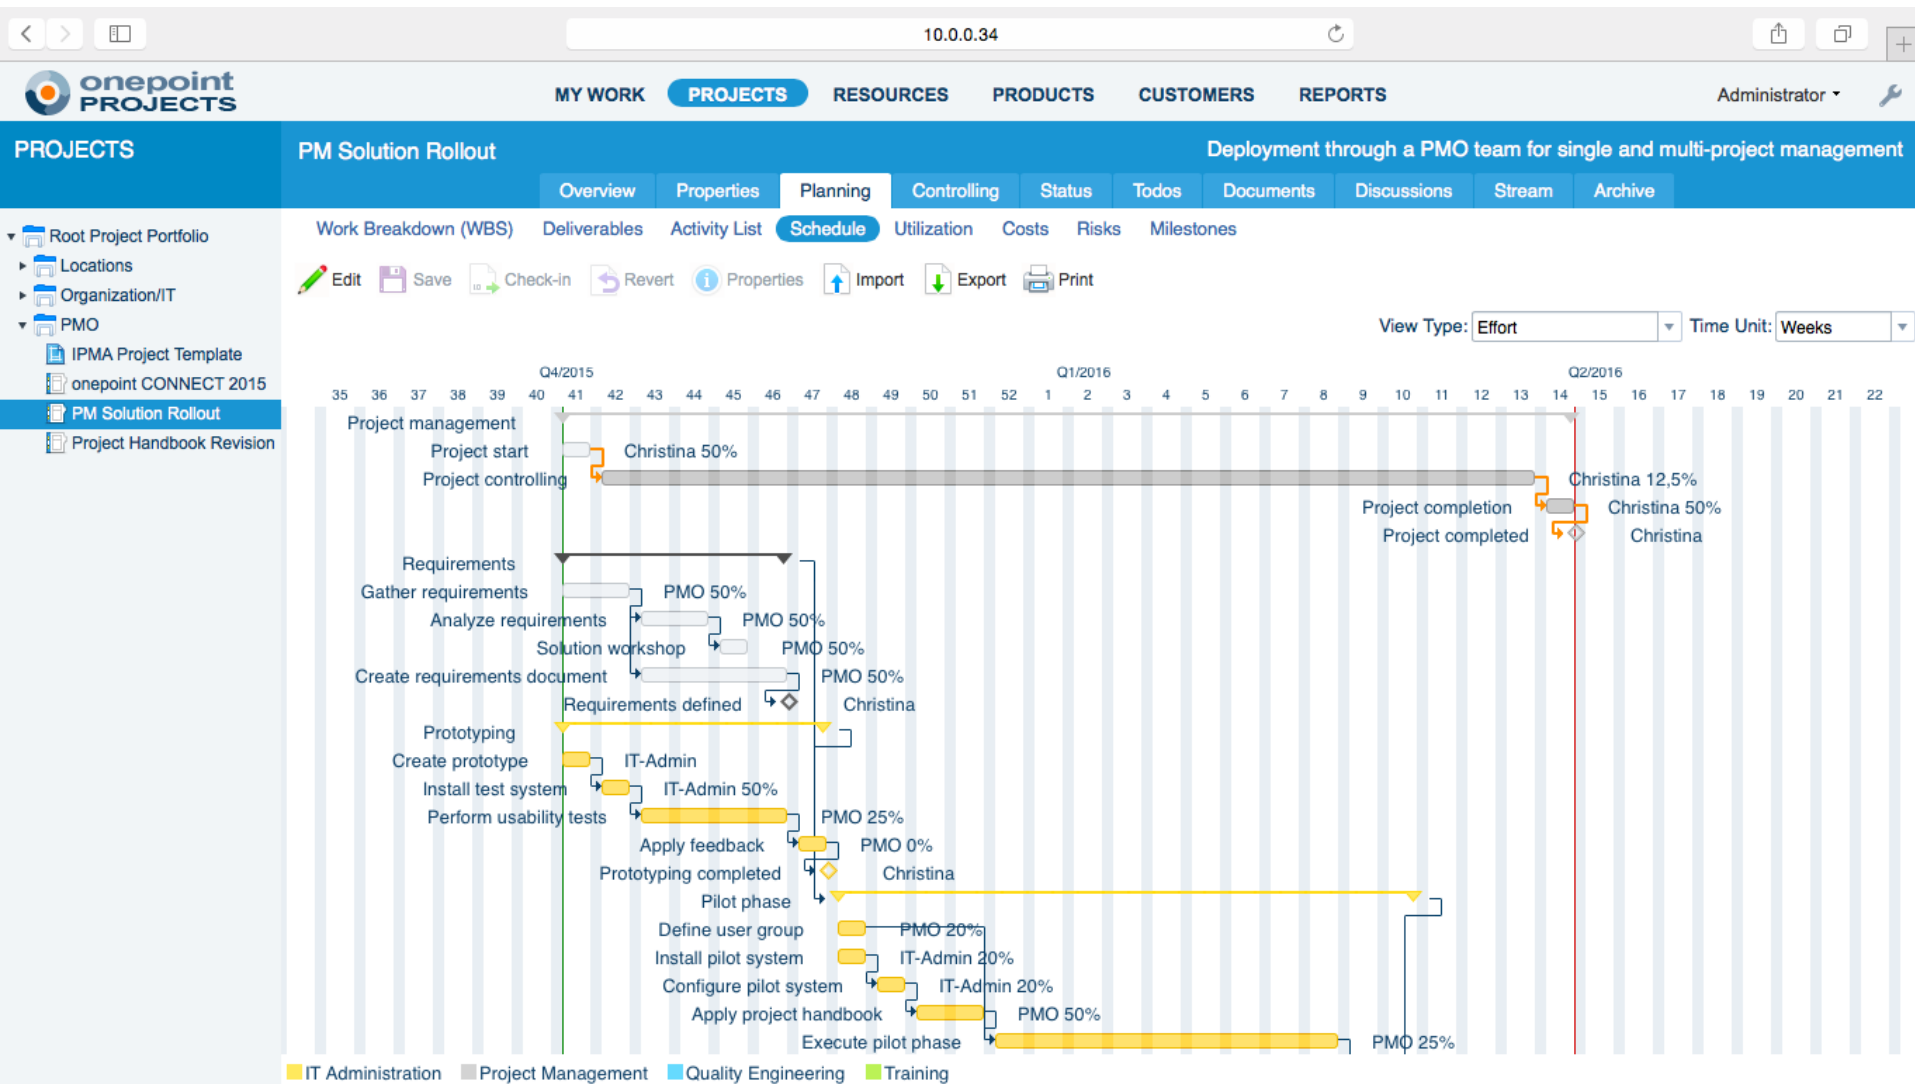 10.0.0.34
onepoint
PROJECTS
MY WORK PROJECTS RESOURCES PRODUCTS CUSTOMERS REPORTS
Administrator
PROJECTS
PM Solution Rollout
Deployment through a PMO team for single and multi-project management
Overview Properties Planning Controlling Status Todos Documents Discussions Stream Archive
Work Breakdown (WBS) Deliverables Activity List Schedule Utilization Costs Risks Milestones
Root Project Portfolio
Locations
Organization/IT
PMO
IPMA Project Template
onepoint CONNECT 2015
PM Solution Rollout
Project Handbook Revision
Edit Save Check-in Revert Properties Import Export Print
View Type: Effort Time Unit: Weeks
Q4/2015 Q1/2016 Q2/2016
35 36 37 38 39 40 41 42 43 44 45 46 47 48 49 50 51 52 1 2 3 4 5 6 7 8 9 10 11 12 13 14 15 16 17 18 19 20 21 22
Project management
Project start Christina 50%
Project controlling Christina 12,5%
Project completion Christina 50%
Project completed Christina
Requirements
Gather requirements PMO 50%
Analyze requirements PMO 50%
Solution workshop PMO 50%
Create requirements document PMO 50%
Requirements defined Christina
Prototyping
Create prototype IT-Admin
Install test system IT-Admin 50%
Perform usability tests PMO 25%
Apply feedback PMO 0%
Prototyping completed Christina
Pilot phase
Define user group PMO 20%
Install pilot system IT-Admin 20%
Configure pilot system IT-Admin 20%
Apply project handbook PMO 50%
Execute pilot phase PMO 25%
IT Administration Project Management Quality Engineering Training